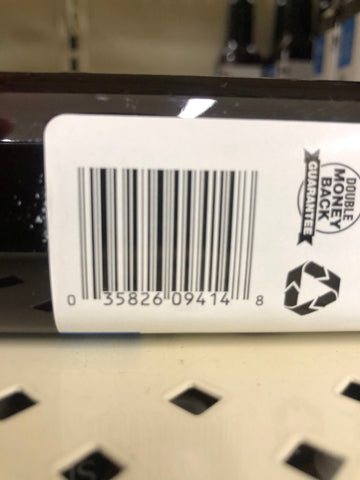 0 35826 09414 8
DOUBLE
MONEY
BACK
GUARANTEE